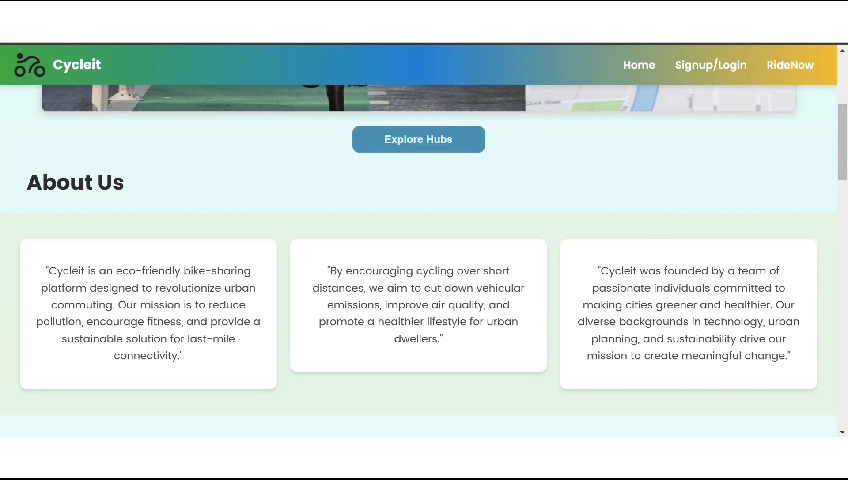 Cycleit
Home Signup/Login RideNow
Explore Hubs
About Us
"Cycleit is an eco-friendly bike-sharing
platform designed to revolutionize urban
commuting. Our mission is to reduce
pollution, encourage fitness, and provide a
sustainable solution for last-mile
connectivity."
"By encouraging cycling over short
distances, we aim to cut down vehicular
emissions, improve air quality, and
promote a healthier lifestyle for urban
dwellers."
"Cycleit was founded by a team of
passionate individuals committed to
making cities greener and healthier. Our
diverse backgrounds in technology, urban
planning, and sustainability drive our
mission to create meaningful change."